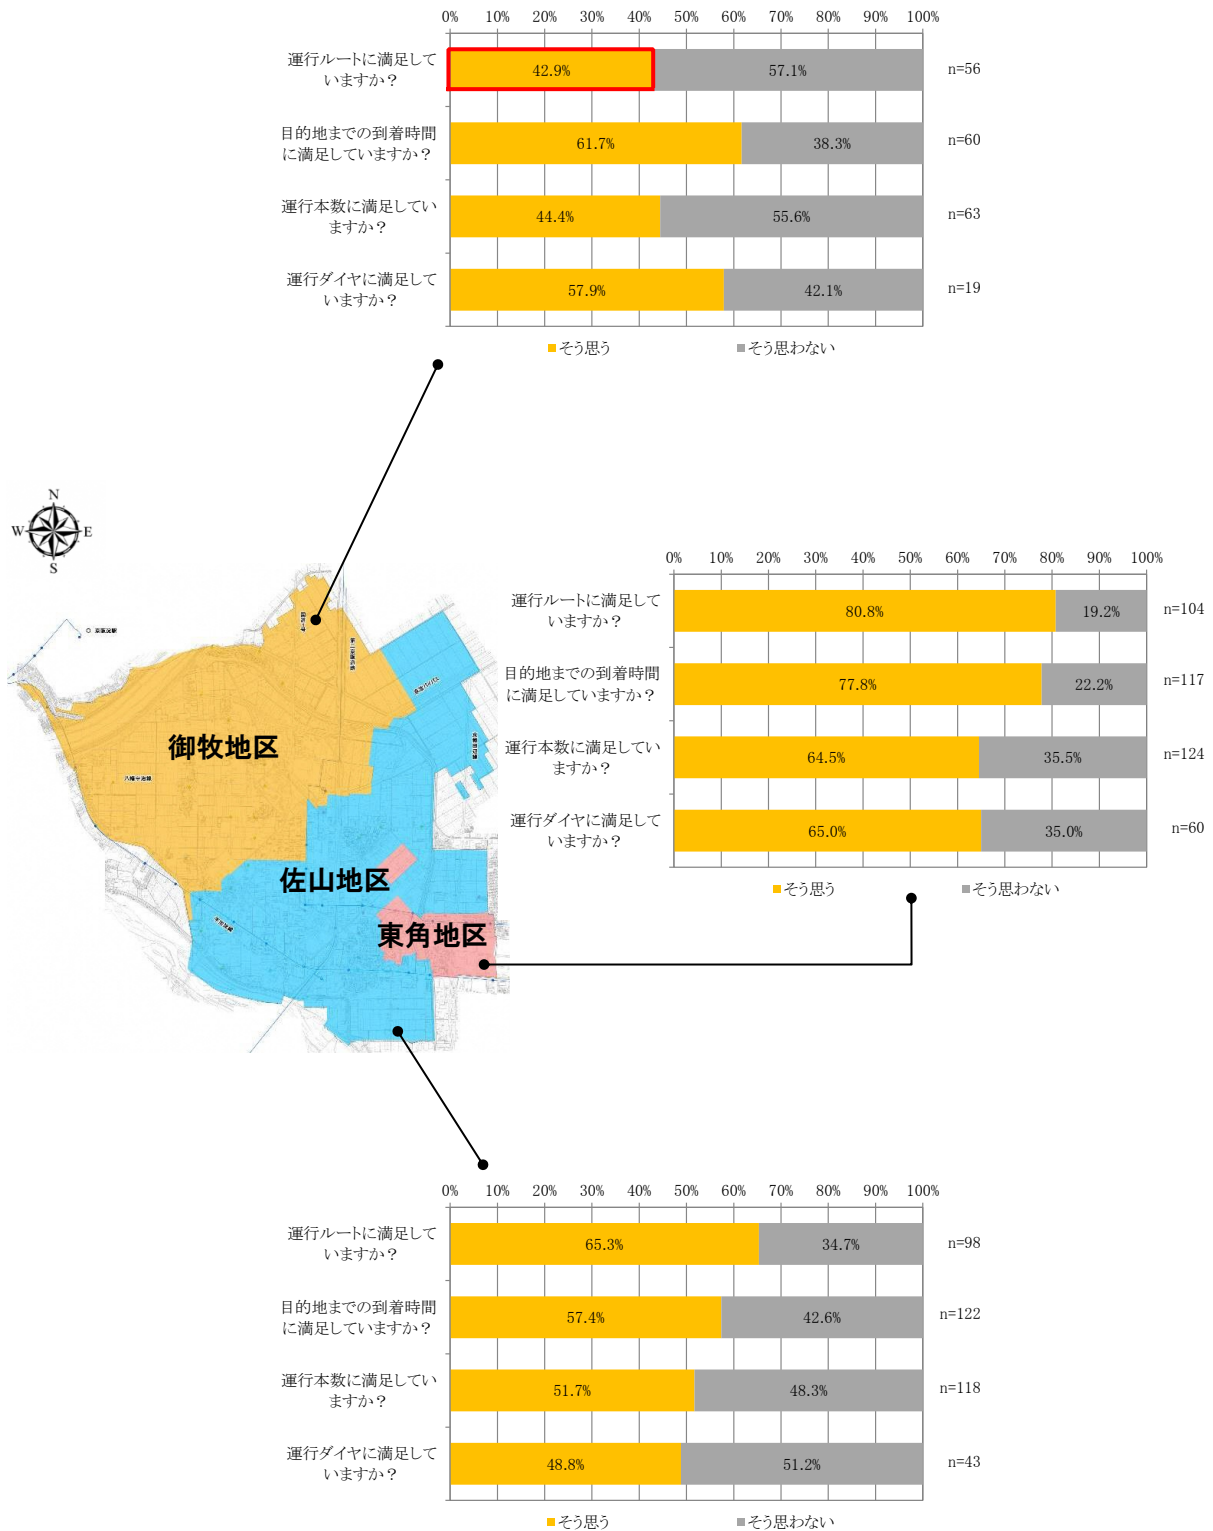 0% 10% 20% 30% 40% 50% 60% 70% 80% 90% 100%
運行ルートに満足して
いますか？
42.9% 57.1% n=56
目的地までの到着時間
に満足していますか？
61.7% 38.3% n=60
運行本数に満足してい
ますか？
44.4% 55.6% n=63
運行ダイヤに満足して
いますか？
57.9% 42.1% n=19
そう思う そう思わない
N
W E
S
御牧地区
佐山地区
東角地区
八幡宇治線
0% 10% 20% 30% 40% 50% 60% 70% 80% 90% 100%
運行ルートに満足して
いますか？
80.8% 19.2% n=104
目的地までの到着時間
に満足していますか？
77.8% 22.2% n=117
運行本数に満足してい
ますか？
64.5% 35.5% n=124
運行ダイヤに満足して
いますか？
65.0% 35.0% n=60
そう思う そう思わない
0% 10% 20% 30% 40% 50% 60% 70% 80% 90% 100%
運行ルートに満足して
いますか？
65.3% 34.7% n=98
目的地までの到着時間
に満足していますか？
57.4% 42.6% n=122
運行本数に満足してい
ますか？
51.7% 48.3% n=118
運行ダイヤに満足して
いますか？
48.8% 51.2% n=43
そう思う そう思わない